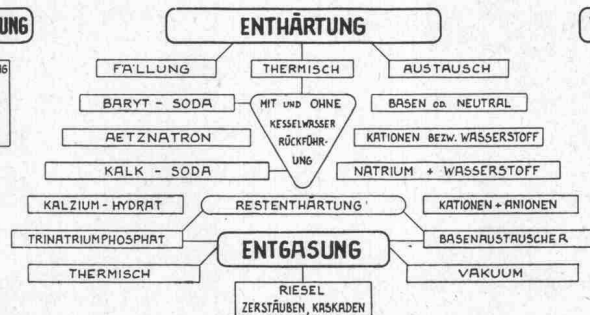 UNG
ENTHÄRTUNG
FÄLLUNG
THERMISCH
AUSTAUSCH
BARYT - SODA
MIT UND OHNE
KESSELWASSER
RÜCKFÜHR-
UNG
BASEN OD. NEUTRAL
AETZNATRON
KATIONEN BEZW. WASSERSTOFF
KALK - SODA
NATRIUM + WASSERSTOFF
KALZIUM - HYDRAT
RESTENTHÄRTUNG
KATIONEN + ANIONEN
TRINATRIUMPHOSPHAT
ENTGASUNG
BASENAUSTAUSCHER
THERMISCH
VAKUUM
RIESEL
ZERSTÄUBEN, KASKADEN